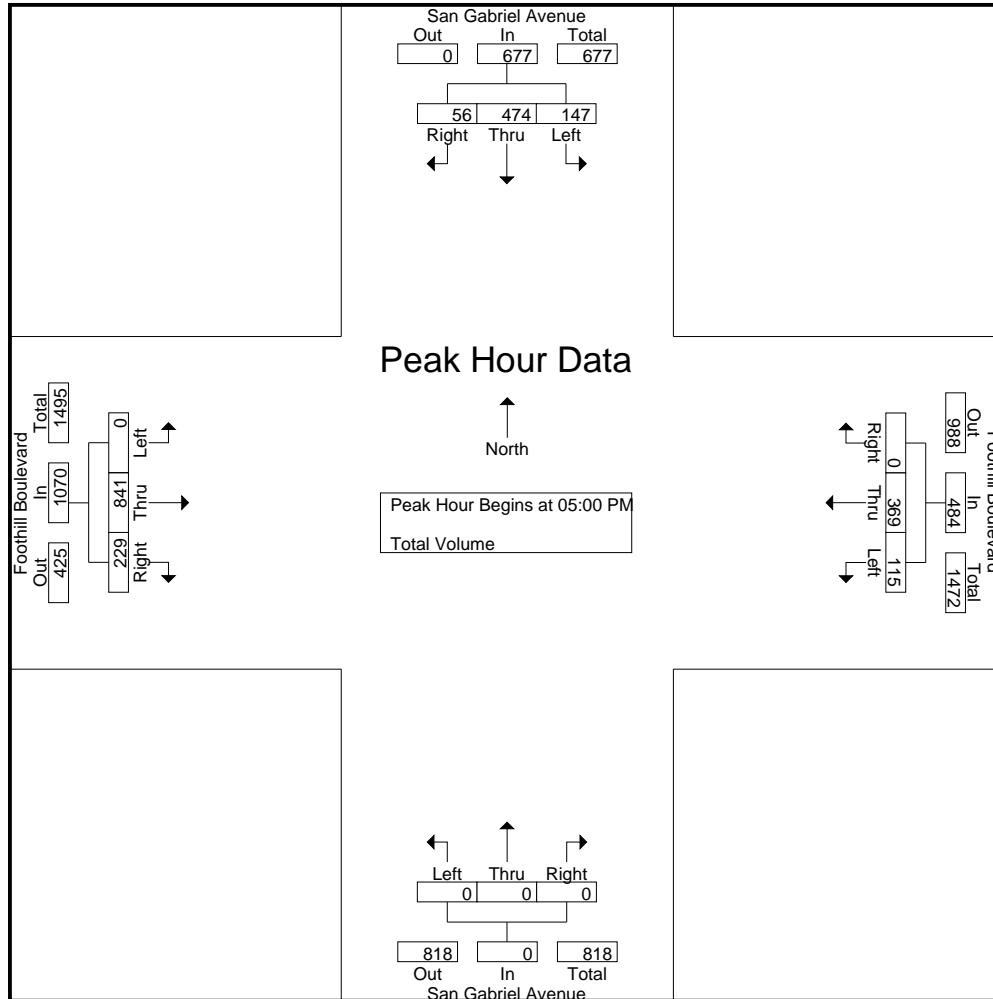 San Gabriel Avenue
Out In Total
0 677 677
56 474 147
Right Thru Left
Peak Hour Data
North
Peak Hour Begins at 05:00 PM
Total Volume
Foothill Boulevard
Total In Out
1495 1070 425
0 841 229
Left Thru Right
Foothill Boulevard
Out In Total
988 484 1472
0 369 115
Right Thru Left
Left Thru Right
0 0 0
818 0 818
Out In Total
San Gabriel Avenue